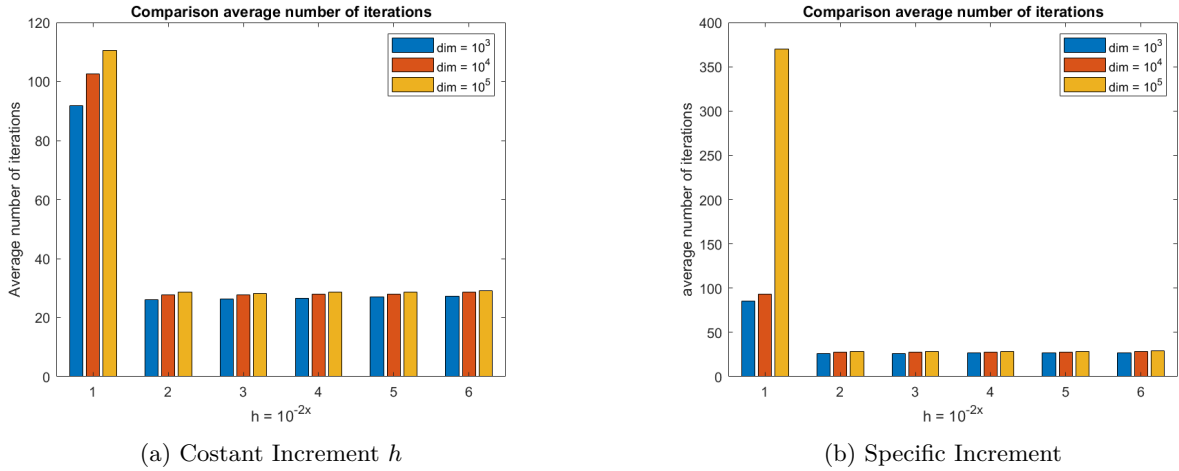 Comparison average number of iterations
120
100
80
60
40
20
0
Average number of iterations
dim = 10^3
dim = 10^4
dim = 10^5
1 2 3 4 5 6
h = 10^-2x
(a) Costant Increment h
Comparison average number of iterations
400
350
300
250
200
150
100
50
0
average number of iterations
dim = 10^3
dim = 10^4
dim = 10^5
1 2 3 4 5 6
h = 10^-2x
(b) Specific Increment